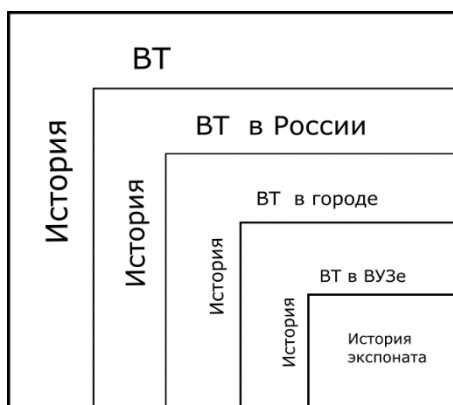 ВТ
История
ВТ в России
История
ВТ в городе
История
ВТ в ВУЗе
История
История
экспоната